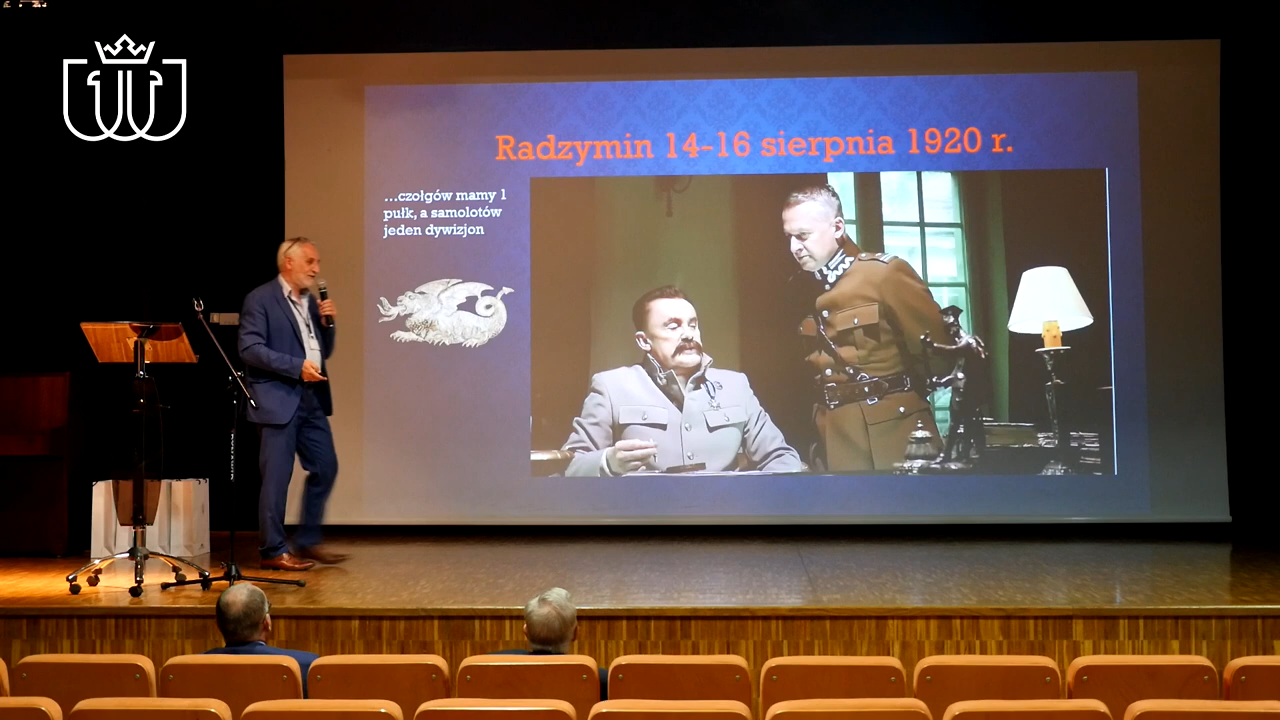 Radzymin 14-16 sierpnia 1920 r.
...czołgów mamy 1
pułk, a samolotów
jeden dywizjon